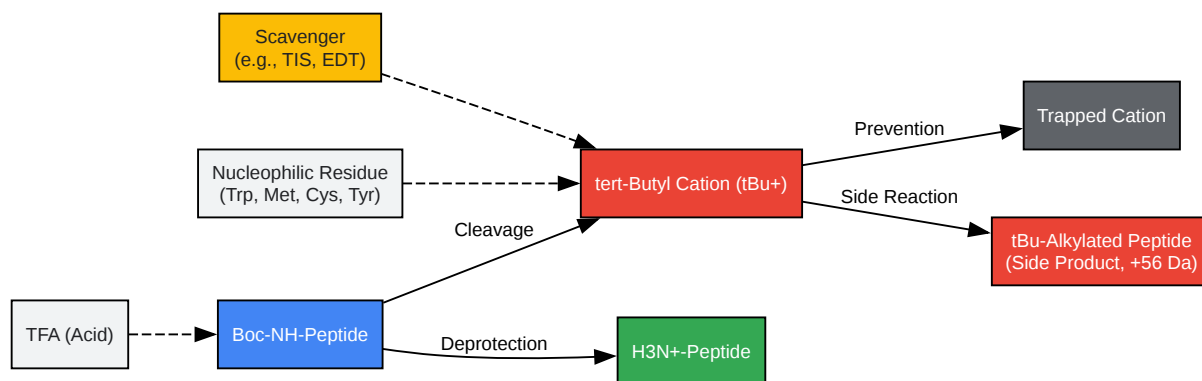 Scavenger
(e.g., TIS, EDT)
Trapped Cation
Prevention
Nucleophilic Residue
(Trp, Met, Cys, Tyr)
tert-Butyl Cation (tBu+)
Side Reaction
Cleavage
tBu-Alkylated Peptide
(Side Product, +56 Da)
TFA (Acid)
Boc-NH-Peptide
Deprotection
H3N+-Peptide